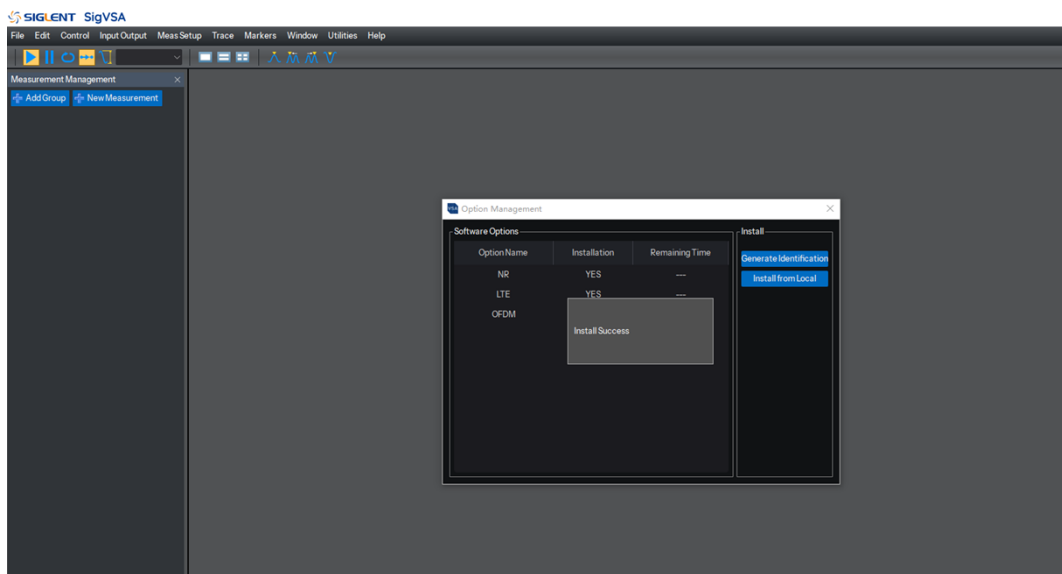 SIGLENT SigVSA
File Edit Control Input Output Meas Setup Trace Markers Window Utilities Help
Measurement Management
Add Group New Measurement
VSA Option Management
Software Options
Option Name Installation Remaining Time
NR YES ---
LTE YES ---
OFDM
Install Success
Install
Generate Identification
Install from Local